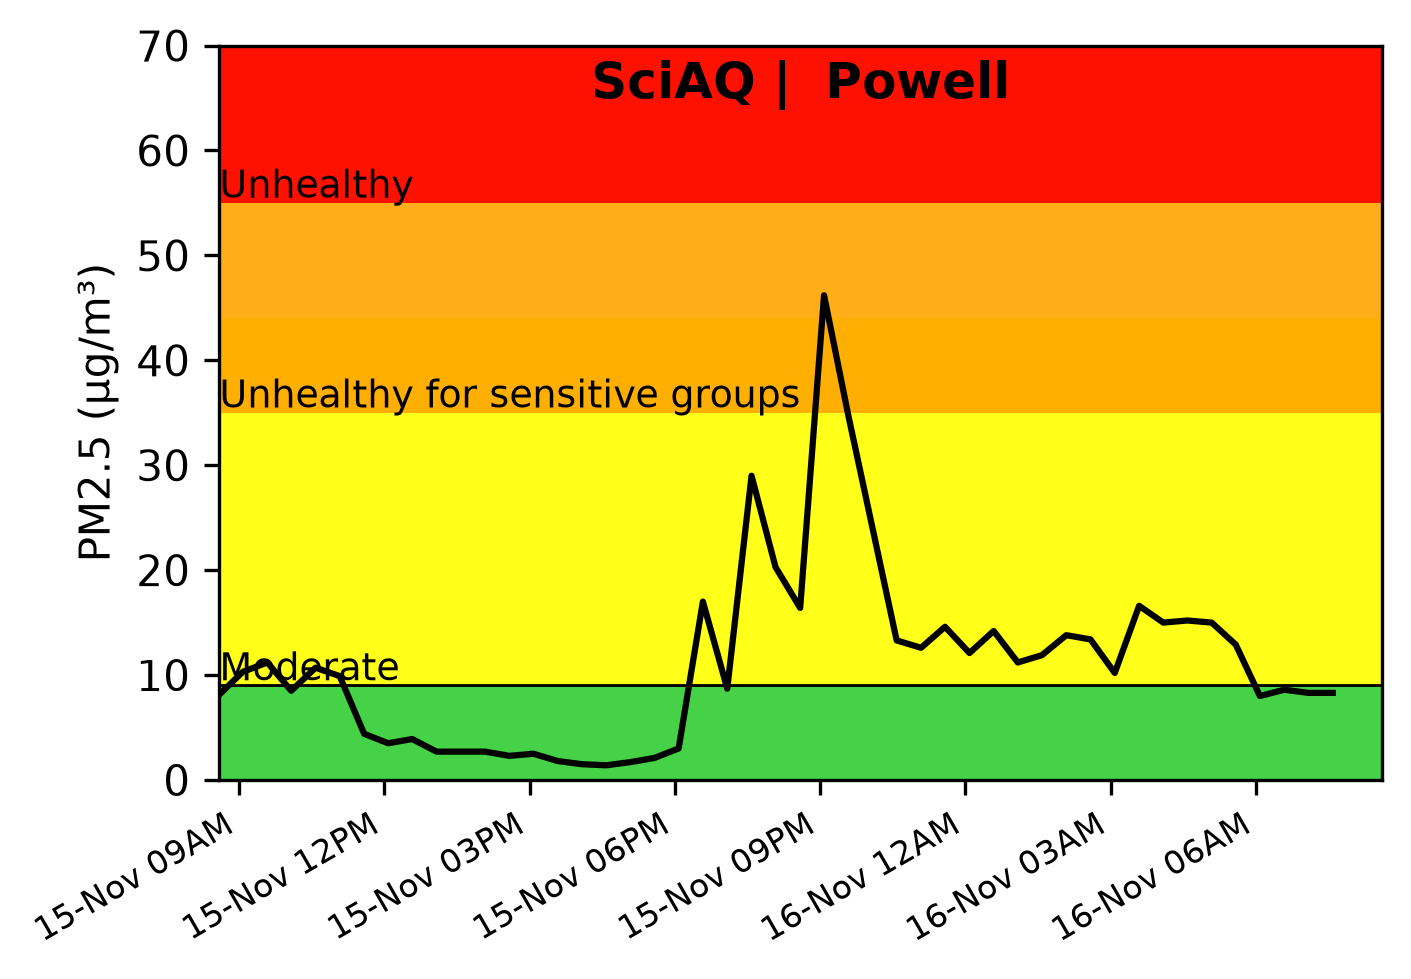 SciAQ |  Powell
70
60
50
40
30
20
10
0
PM2.5 (µg/m³)
Unhealthy
Unhealthy for sensitive groups
Moderate
15-Nov 09AM
15-Nov 12PM
15-Nov 03PM
15-Nov 06PM
15-Nov 09PM
16-Nov 12AM
16-Nov 03AM
16-Nov 06AM